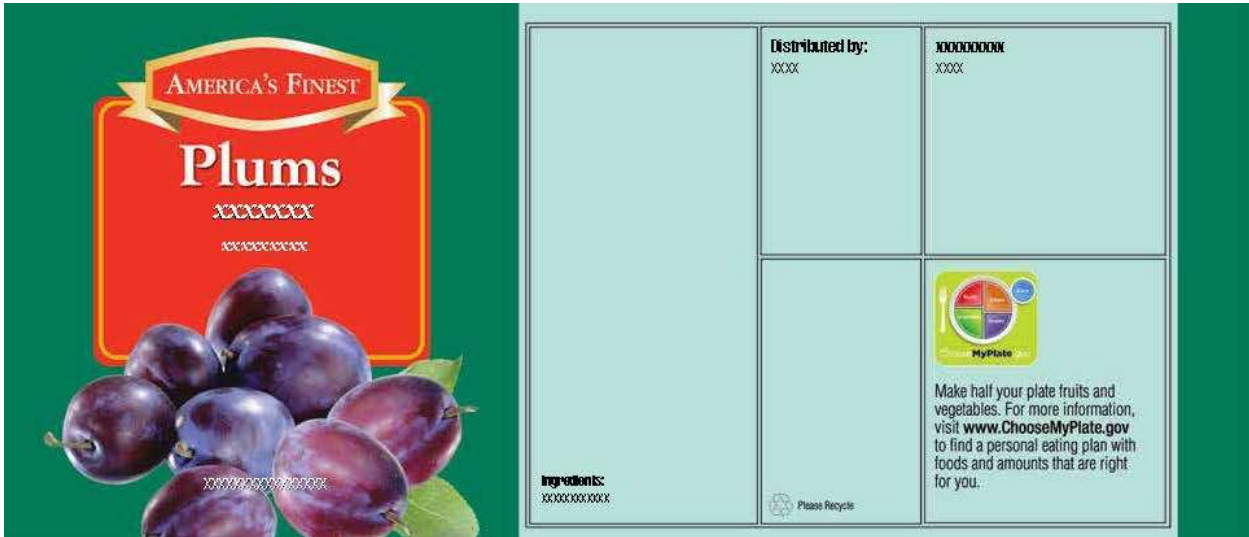 AMERICA'S FINEST
Plums
xxxxxxx
xxxxxxxxx
xxxxxxxxxxxxxxxxx
Ingredients:
xxxxxxxxxxx
Distributed by:
xxxx
Please Recycle
xxxxxxxxx
xxxx
MyPlate
Make half your plate fruits and
vegetables. For more information,
visit www.ChooseMyPlate.gov
to find a personal eating plan with
foods and amounts that are right
for you.